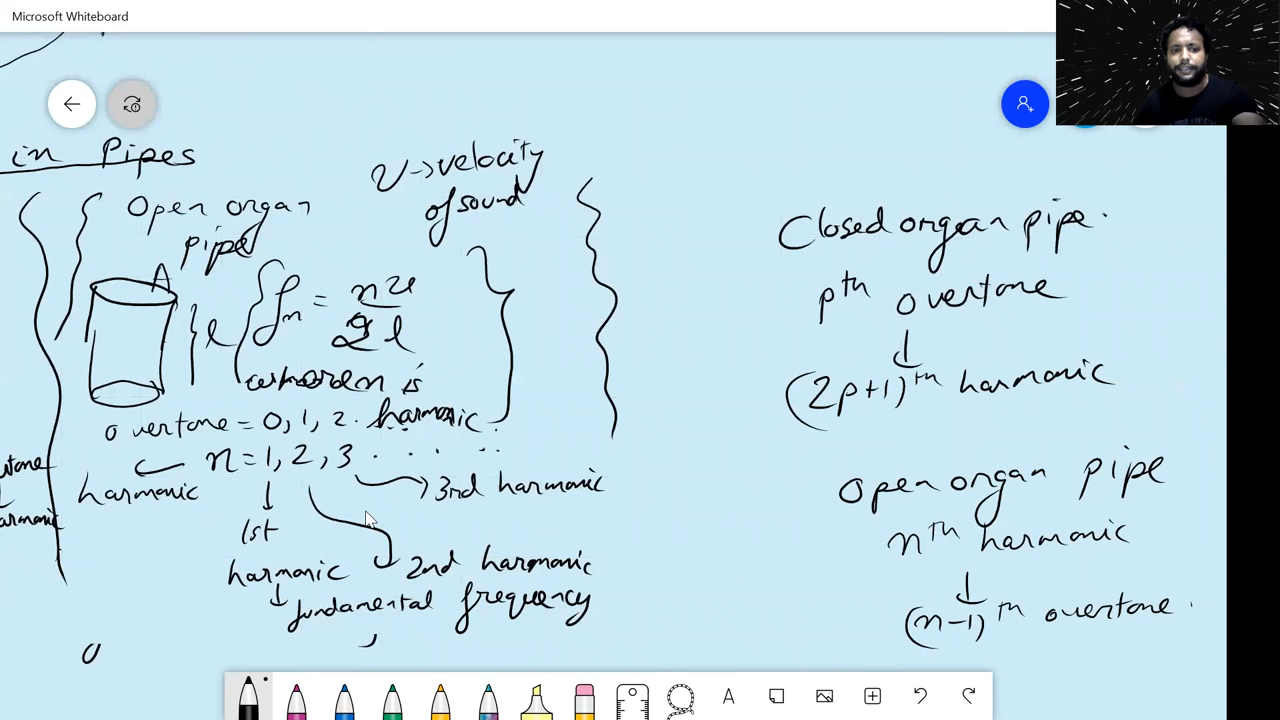 Microsoft Whiteboard
in Pipes
Open organ
pipe
v → velocity
of sound
A
l
fn = nv
2l
n is
harmonic
overtone = 0, 1, 2 . . . .
n = 1, 2, 3 . . . . .
harmonic
3rd harmonic
1st
harmonic
2nd harmonic
fundamental frequency
Closed organ pipe.
pth overtone
↓
(2p+1)th harmonic
Open organ pipe
nth harmonic
↓
(n-1)th overtone.
A